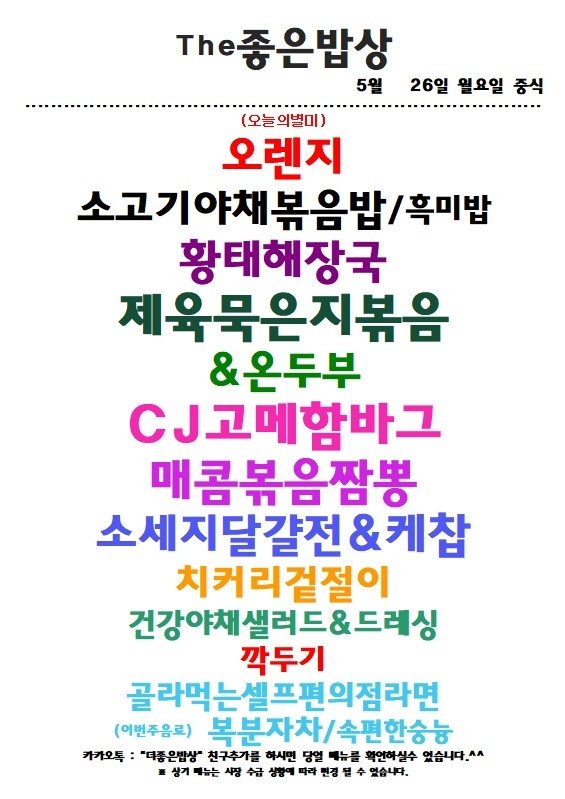 The좋은밥상
5월 26일 월요일 중식
(오늘의별미)
오렌지
소고기야채볶음밥/흑미밥
황태해장국
제육묵은지볶음
&온두부
CJ고메함바그
매콤볶음짬뽕
소세지달걀전&케찹
치커리겉절이
건강야채샐러드&드레싱
깍두기
골라먹는셀프편의점라면
(이번주음료) 복분자차/속편한숭늉
카카오톡 : "더좋은밥상" 친구추가를 하시면 당일 메뉴를 확인하실수 있습니다.^^
※ 상기 메뉴는 시장 수급 상황에 따라 변경 될 수 있습니다.